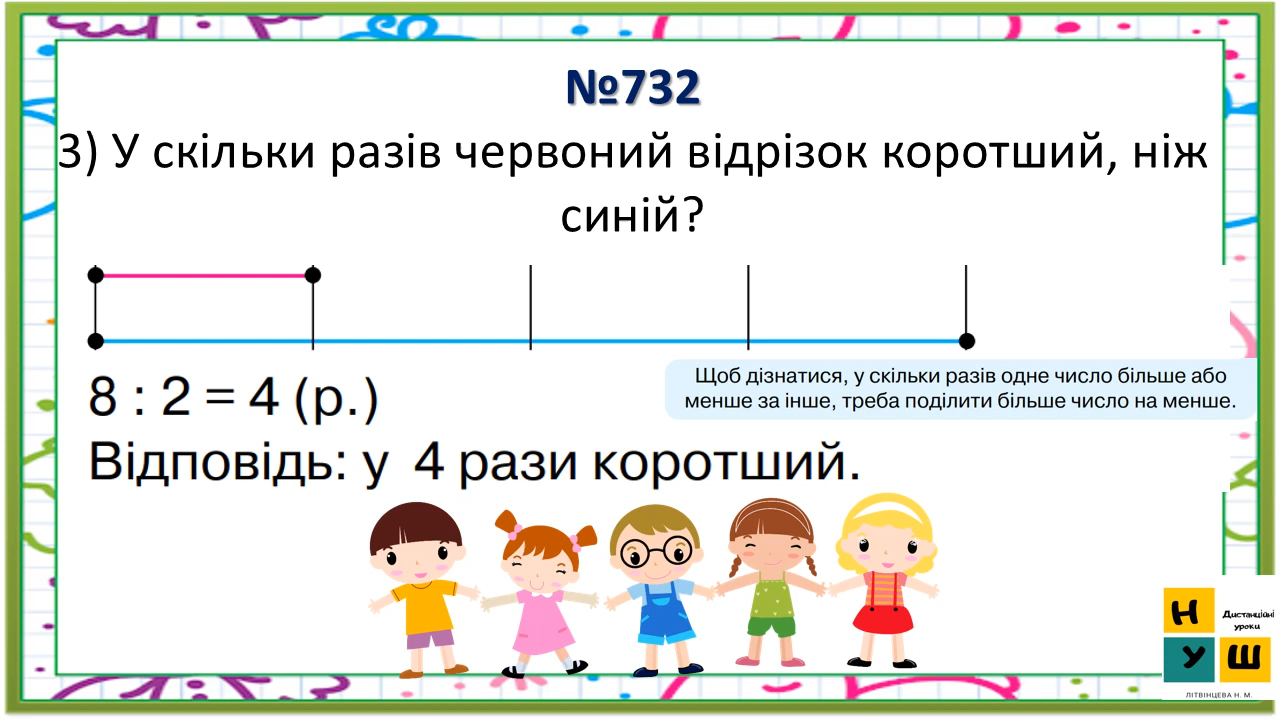 №732
3) У скільки разів червоний відрізок коротший, ніж
синій?
8 : 2 = 4 (р.)
Щоб дізнатися, у скільки разів одне число більше або
менше за інше, треба поділити більше число на менше.
Відповідь: у 4 рази коротший.
Н
Дистанційні
уроки
У Ш
ЛІТВІНЦЕВА Н. М.